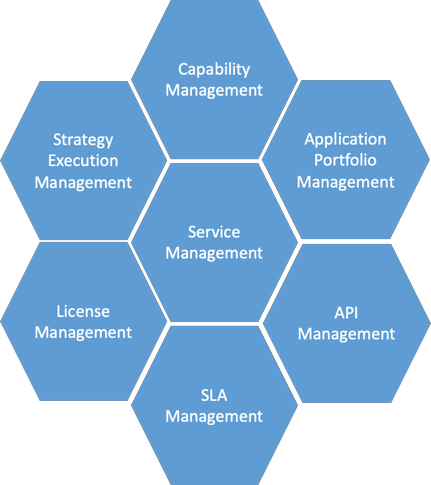 Capability
Management
Strategy
Execution
Management
Application
Portfolio
Management
Service
Management
License
Management
API
Management
SLA
Management